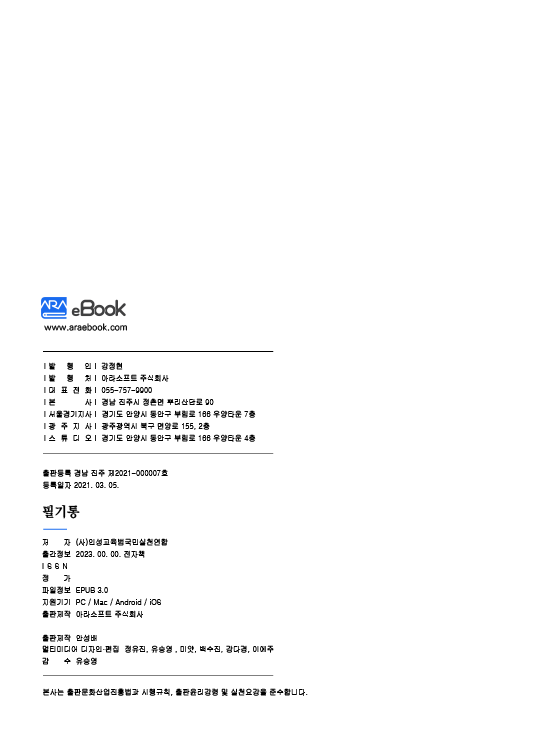 ARA eBook
www.araebook.com
| 발 행 인 | 강정현
| 발 행 처 | 아라소프트 주식회사
| 대 표 전 화 | 055-757-9900
| 본 사 | 경남 진주시 정촌면 뿌리산단로 90
| 서울경기지사 | 경기도 안양시 동안구 부림로 166 우양타운 7층
| 광 주 지 사 | 광주광역시 북구 면앙로 155, 2층
| 스 튜 디 오 | 경기도 안양시 동안구 부림로 166 우양타운 4층
출판등록 경남 진주 제2021-000007호
등록일자 2021. 03. 05.
필기통
저 자 (사)인성교육범국민실천연합
출간정보 2023. 00. 00. 전자책
I S S N
정 가
파일정보 EPUB 3.0
지원기기 PC / Mac / Android / iOS
출판제작 아라소프트 주식회사
출판제작 안성배
멀티미디어 디자인·편집 정유진, 유승영 , 미얏, 백수진, 강다경, 이예주
감 수 유승영
본사는 출판문화산업진흥법과 시행규칙, 출판윤리강령 및 실천요강을 준수합니다.